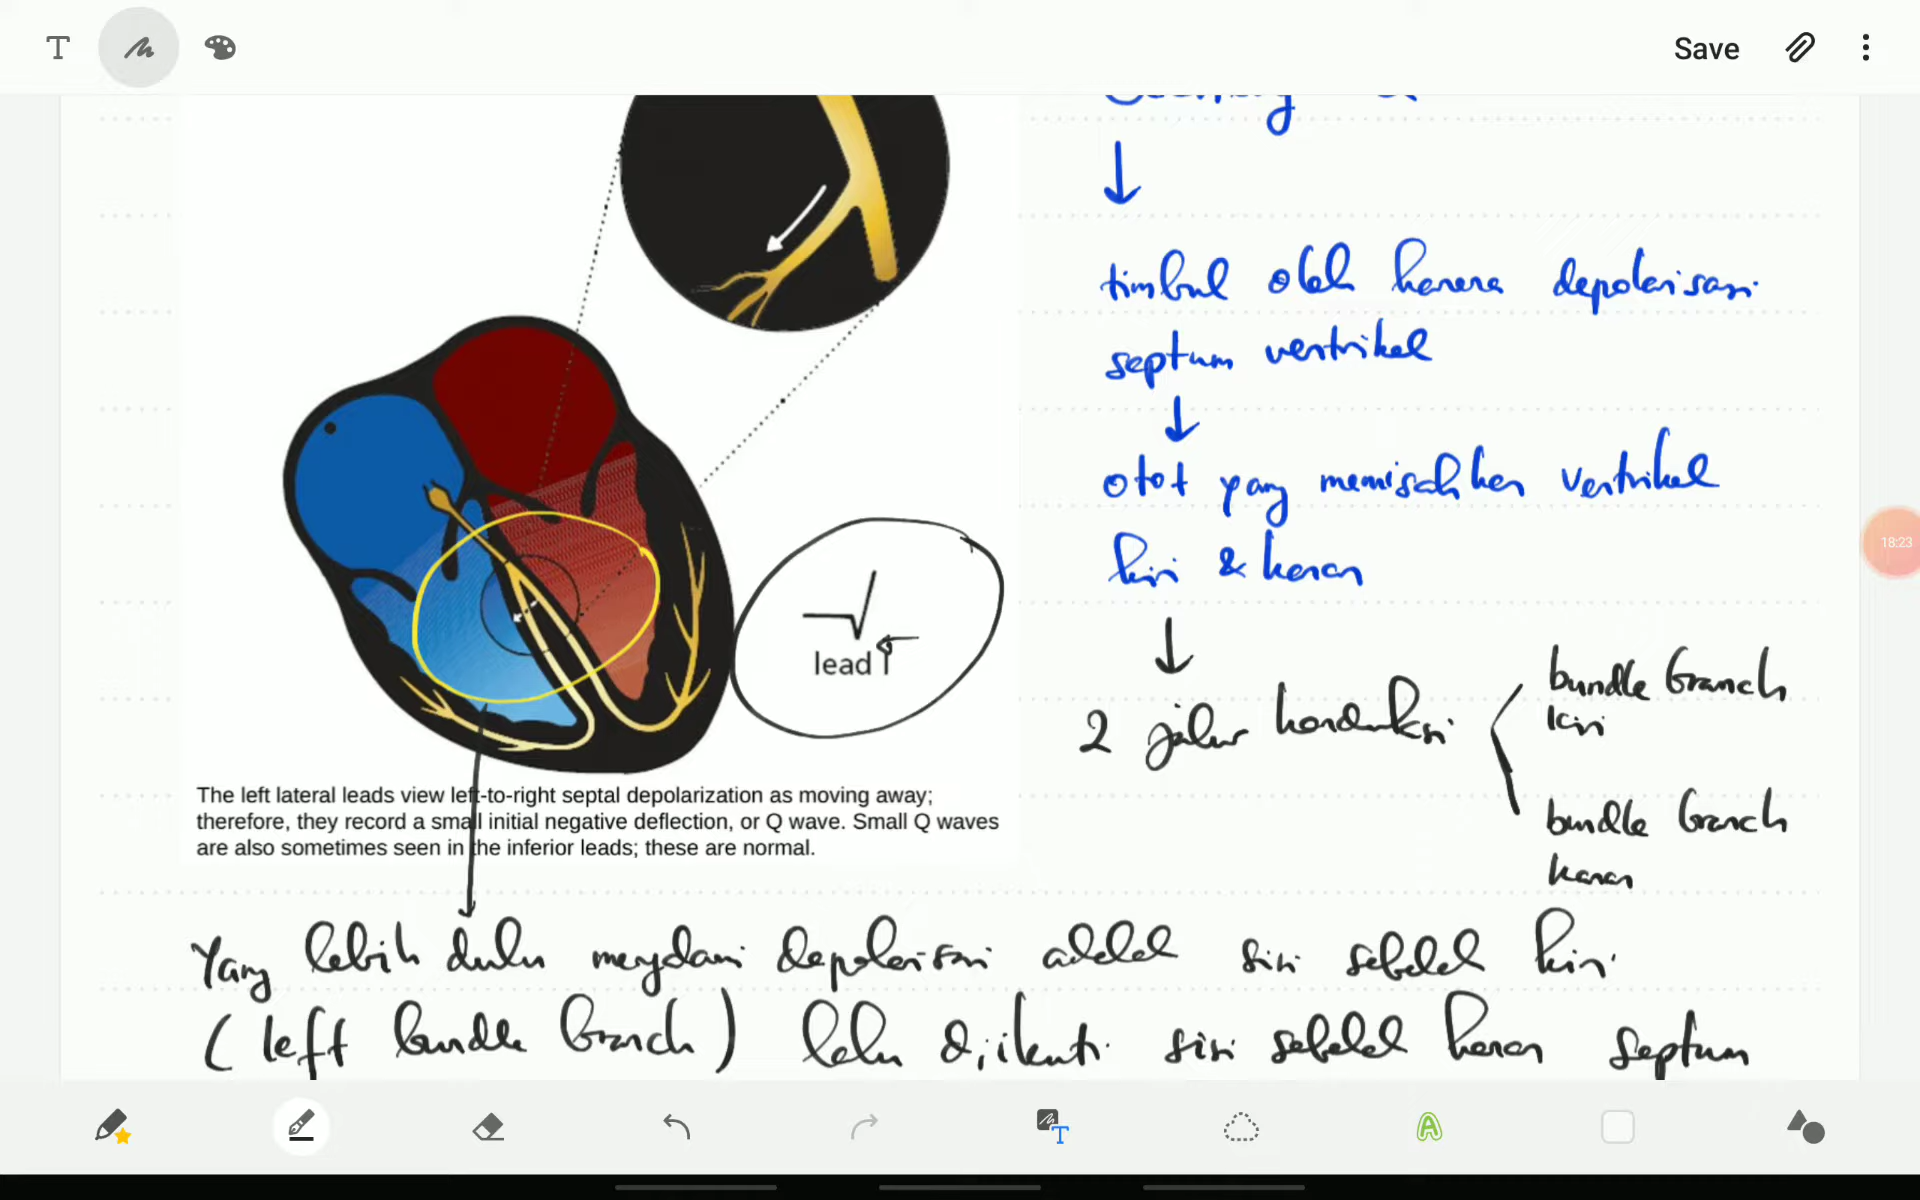 T
Save
timbul oleh karena depolarisasi
septum ventrikel
otot yang memisahkan ventrikel
kiri & kanan
18:23
lead I
2 jalur konduksi
bundle branch
kiri
bundle branch
kanan
The left lateral leads view left-to-right septal depolarization as moving away;
therefore, they record a small initial negative deflection, or Q wave. Small Q waves
are also sometimes seen in the inferior leads; these are normal.
Yang lebih dulu mengalami depolarisasi adalah sisi sebelah kiri
(left bundle branch) lalu diikuti sisi sebelah kanan septum
T
A